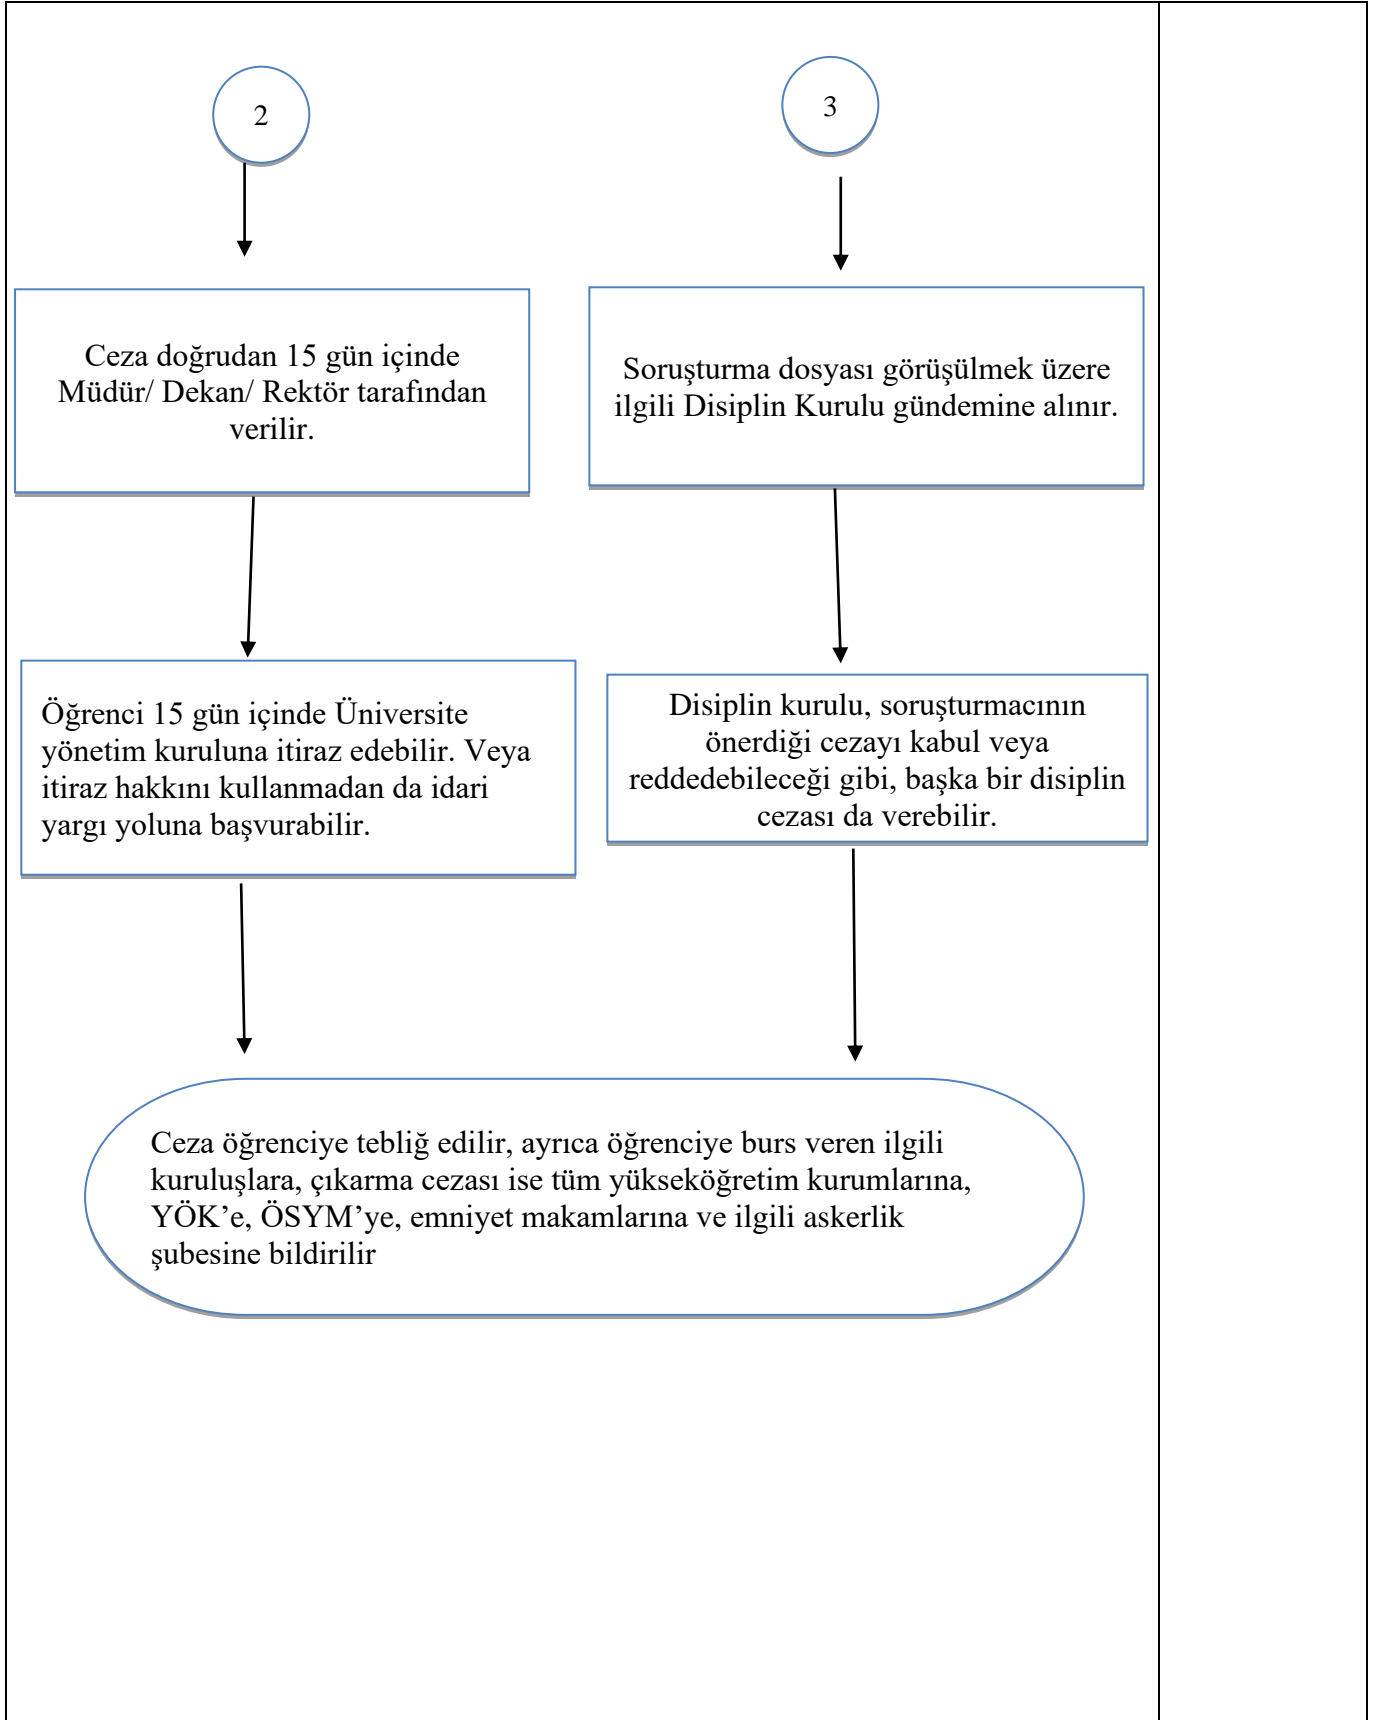 2
Ceza doğrudan 15 gün içinde
Müdür/ Dekan/ Rektör tarafından
verilir.
Öğrenci 15 gün içinde Üniversite
yönetim kuruluna itiraz edebilir. Veya
itiraz hakkını kullanmadan da idari
yargı yoluna başvurabilir.
3
Soruşturma dosyası görüşülmek üzere
ilgili Disiplin Kurulu gündemine alınır.
Disiplin kurulu, soruşturmacının
önerdiği cezayı kabul veya
reddedebileceği gibi, başka bir disiplin
cezası da verebilir.
Ceza öğrenciye tebliğ edilir, ayrıca öğrenciye burs veren ilgili
kuruluşlara, çıkarma cezası ise tüm yükseköğretim kurumlarına,
YÖK’e, ÖSYM’ye, emniyet makamlarına ve ilgili askerlik
şubesine bildirilir